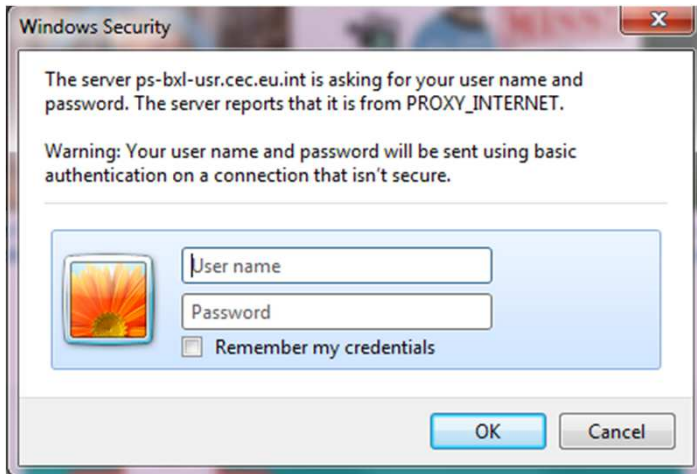 Windows Security
The server ps-bxl-usr.cec.eu.int is asking for your user name and
password. The server reports that it is from PROXY_INTERNET.
Warning: Your user name and password will be sent using basic
authentication on a connection that isn't secure.
User name
Password
Remember my credentials
OK Cancel